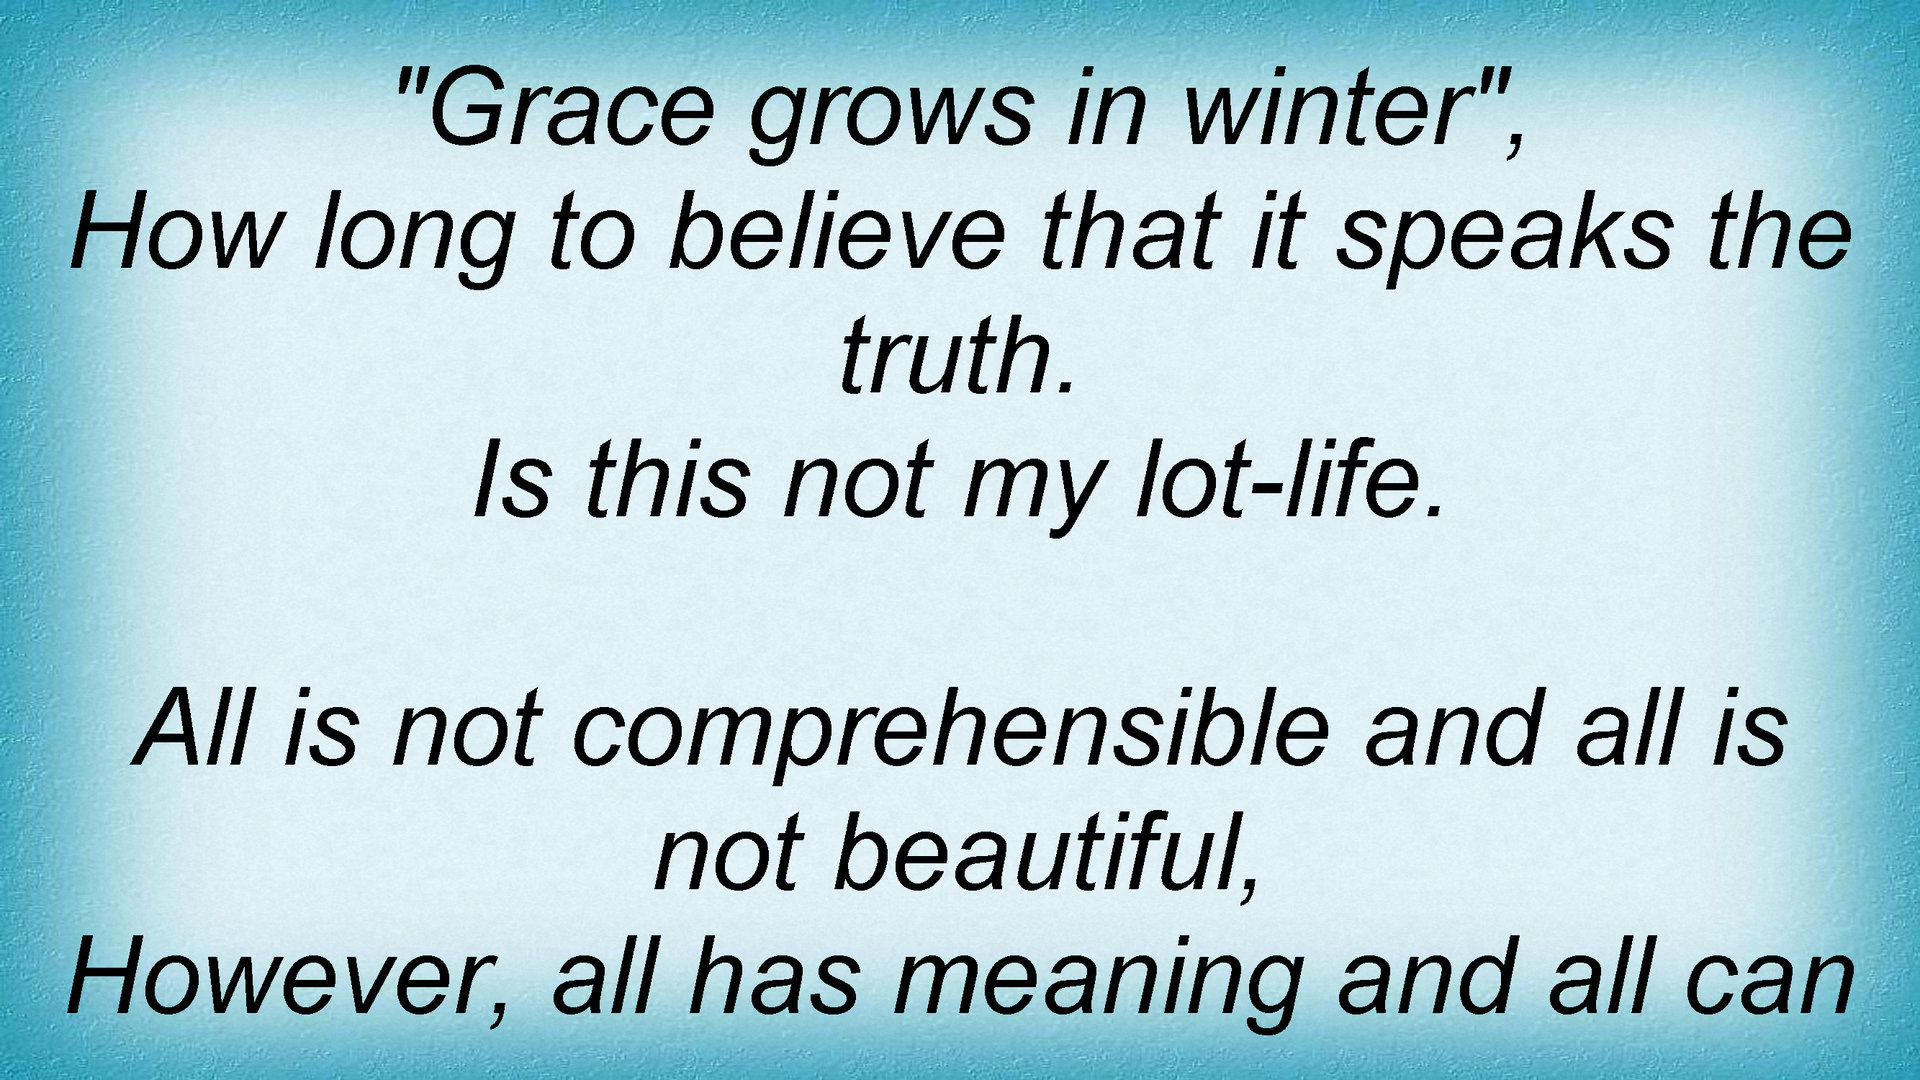 "Grace grows in winter",
How long to believe that it speaks the
truth.
Is this not my lot-life.
All is not comprehensible and all is
not beautiful,
However, all has meaning and all can